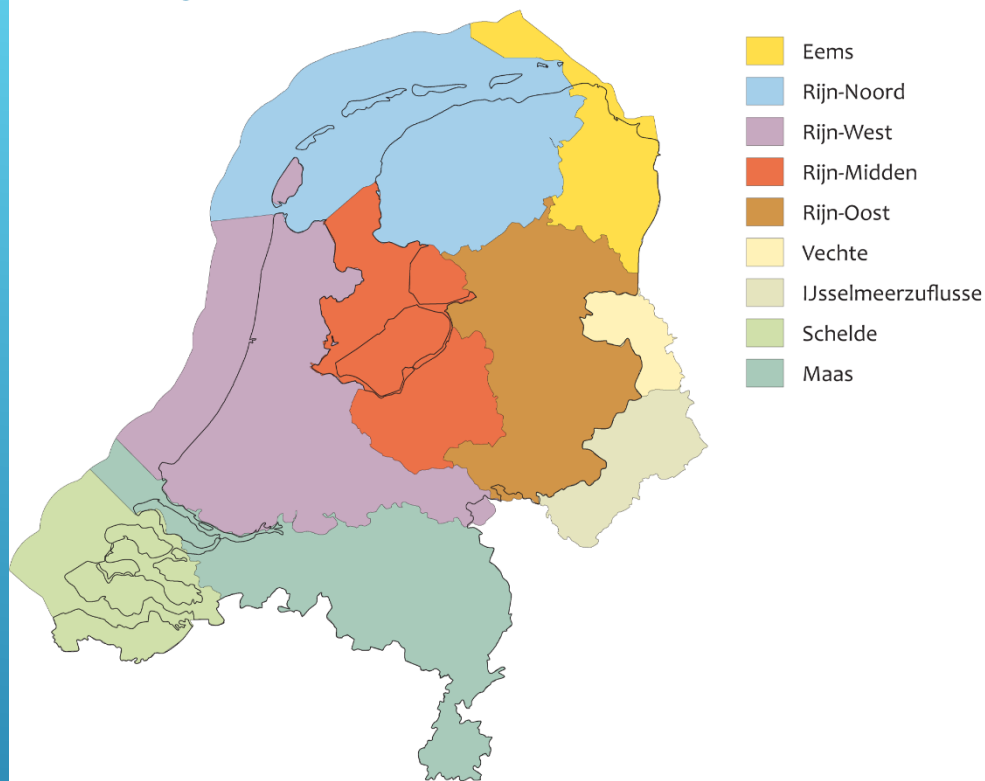 Eems
Rijn-Noord
Rijn-West
Rijn-Midden
Rijn-Oost
Vechte
IJsselmeerzuflusse
Schelde
Maas